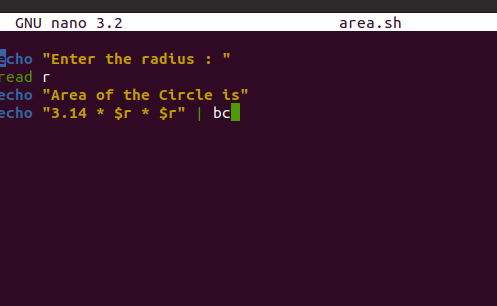 GNU nano 3.2 area.sh
echo "Enter the radius : "
read r
echo "Area of the Circle is"
echo "3.14 * $r * $r" | bc